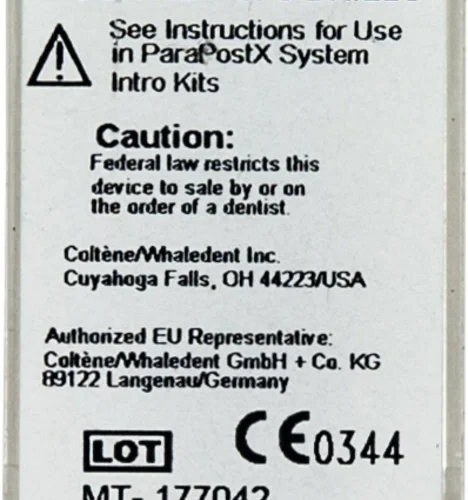 See Instructions for Use
in ParaPostX System
Intro Kits
Caution:
Federal law restricts this
device to sale by or on
the order of a dentist.
Coltène/Whaledent Inc.
Cuyahoga Falls, OH 44223/USA
Authorized EU Representative:
Coltène/Whaledent GmbH + Co. KG
89122 Langenau/Germany
LOT CE0344
MT- 177042